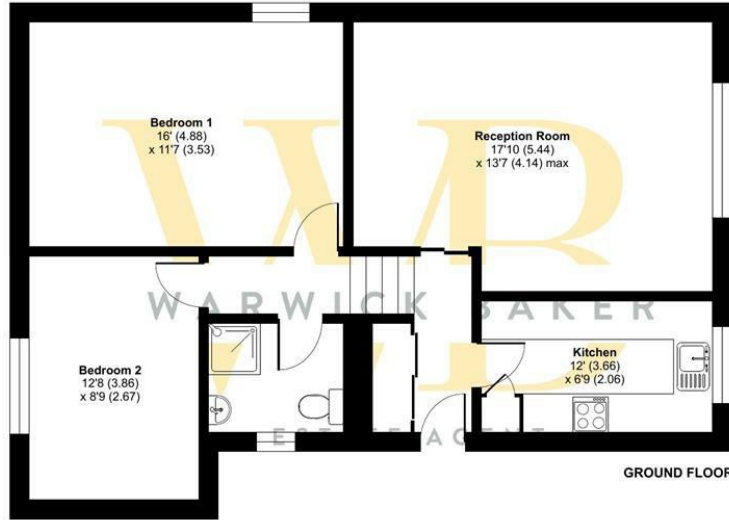 Bedroom 1
16' (4.88)
x 11'7 (3.53)
Reception Room
17'10 (5.44)
x 13'7 (4.14) max
WARWICK BAKER
Bedroom 2
12'8 (3.86)
x 8'9 (2.67)
Kitchen
12' (3.66)
x 6'9 (2.06)
ESTATE AGENT
GROUND FLOOR